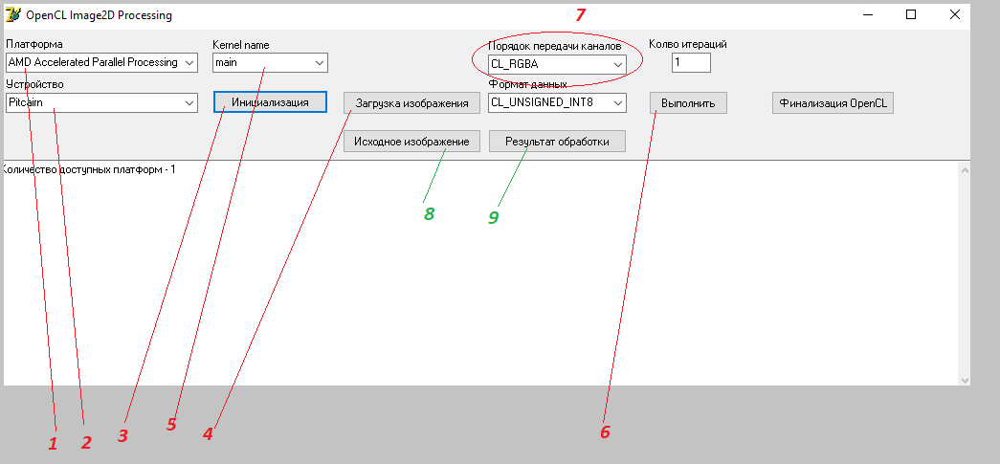 OpenCL Image2D Processing
7
Платформа
Kernel name
Порядок передачи каналов
Колво итераций
AMD Accelerated Parallel Processing
main
CL_RGBA
1
Устройство
Формат данных
Pitcairn
Инициализация
Загрузка изображения
CL_UNSIGNED_INT8
Выполнить
Финализация OpenCL
Исходное изображение
Результат обработки
Количество доступных платформ - 1
8
9
1
2
3
5
4
6